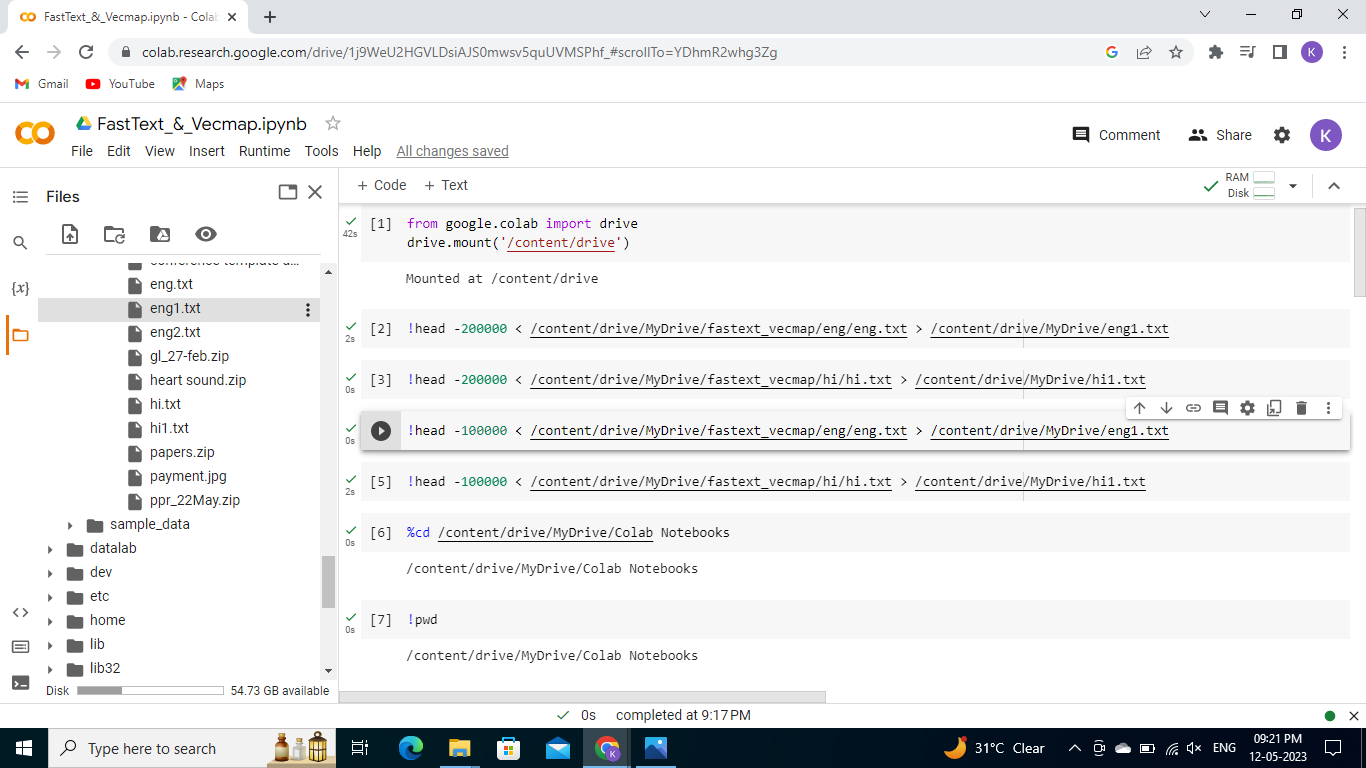 FastText_&_Vecmap.ipynb - Cola
colab.research.google.com/drive/1j9WeU2HGVLDsiAJS0mwsv5quUVMSPhf_#scrollTo=YDhmR2whg3Zg
G
K
Gmail
YouTube
Maps
FastText_&_Vecmap.ipynb
Comment
Share
K
File Edit View Insert Runtime Tools Help All changes saved
Files
+ Code + Text
RAM
Disk
{x}
eng.txt
eng1.txt
eng2.txt
gl_27-feb.zip
heart sound.zip
hi.txt
hi1.txt
papers.zip
payment.jpg
ppr_22May.zip
sample_data
datalab
dev
etc
home
lib
lib32
Disk
54.73 GB available
42s
[1] from google.colab import drive
drive.mount('/content/drive')
Mounted at /content/drive
2s
[2] !head -200000 < /content/drive/MyDrive/fastext_vecmap/eng/eng.txt > /content/drive/MyDrive/eng1.txt
0s
[3] !head -200000 < /content/drive/MyDrive/fastext_vecmap/hi/hi.txt > /content/drive/MyDrive/hi1.txt
0s
!head -100000 < /content/drive/MyDrive/fastext_vecmap/eng/eng.txt > /content/drive/MyDrive/eng1.txt
2s
[5] !head -100000 < /content/drive/MyDrive/fastext_vecmap/hi/hi.txt > /content/drive/MyDrive/hi1.txt
0s
[6] %cd /content/drive/MyDrive/Colab Notebooks
/content/drive/MyDrive/Colab Notebooks
0s
[7] !pwd
/content/drive/MyDrive/Colab Notebooks
0s completed at 9:17 PM
Type here to search
K
31°C Clear
ENG
09:21 PM
12-05-2023